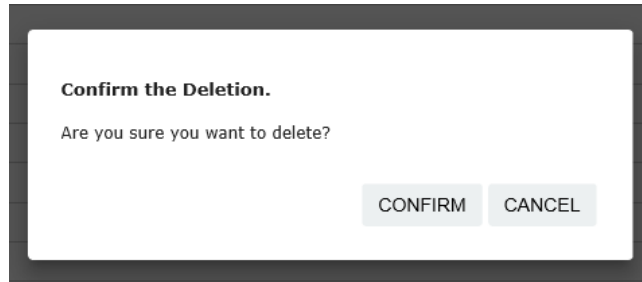 Confirm the Deletion.
Are you sure you want to delete?
CONFIRM CANCEL